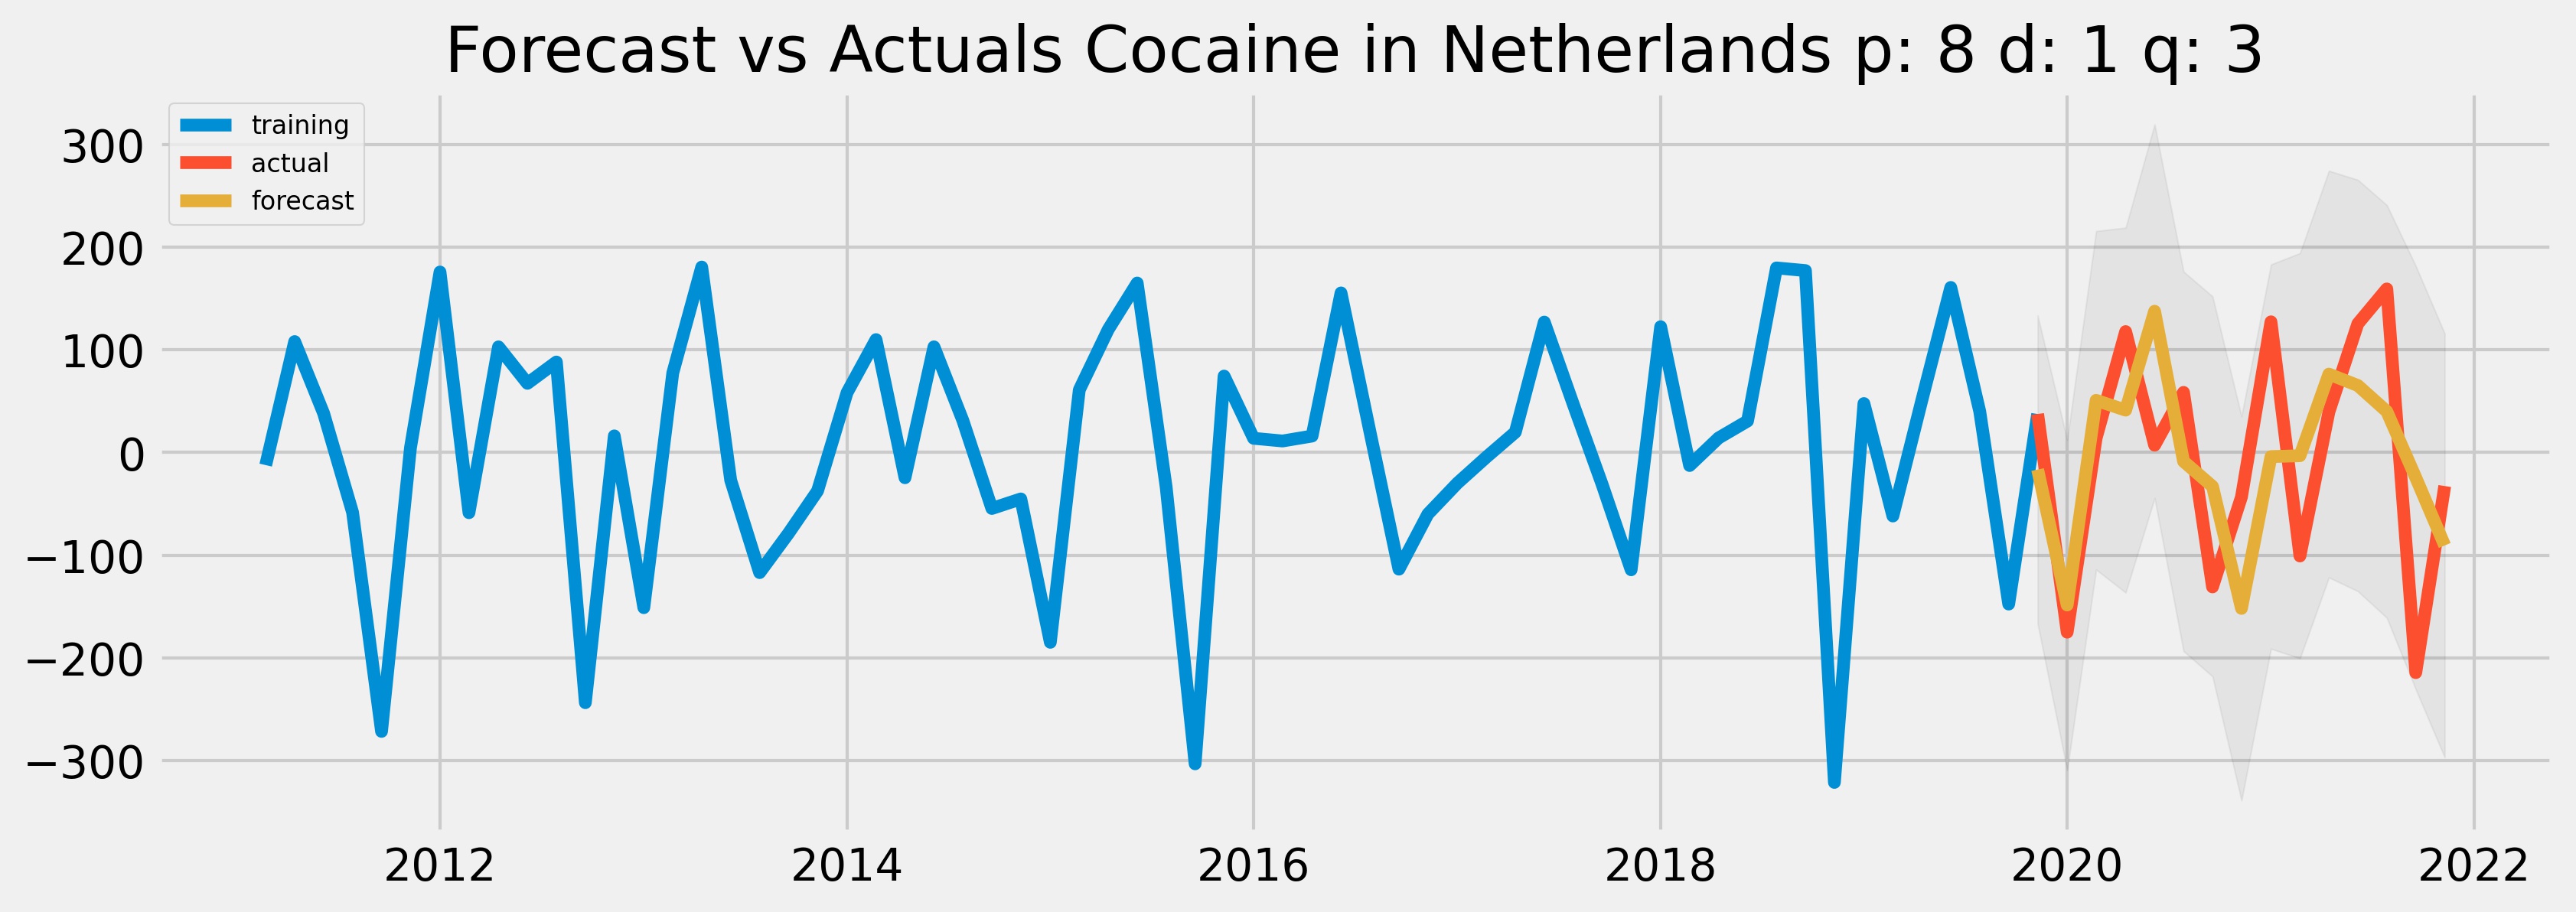 Forecast vs Actuals Cocaine in Netherlands p: 8 d: 1 q: 3
training
actual
forecast
300
200
100
0
−100
−200
−300
2012 2014 2016 2018 2020 2022